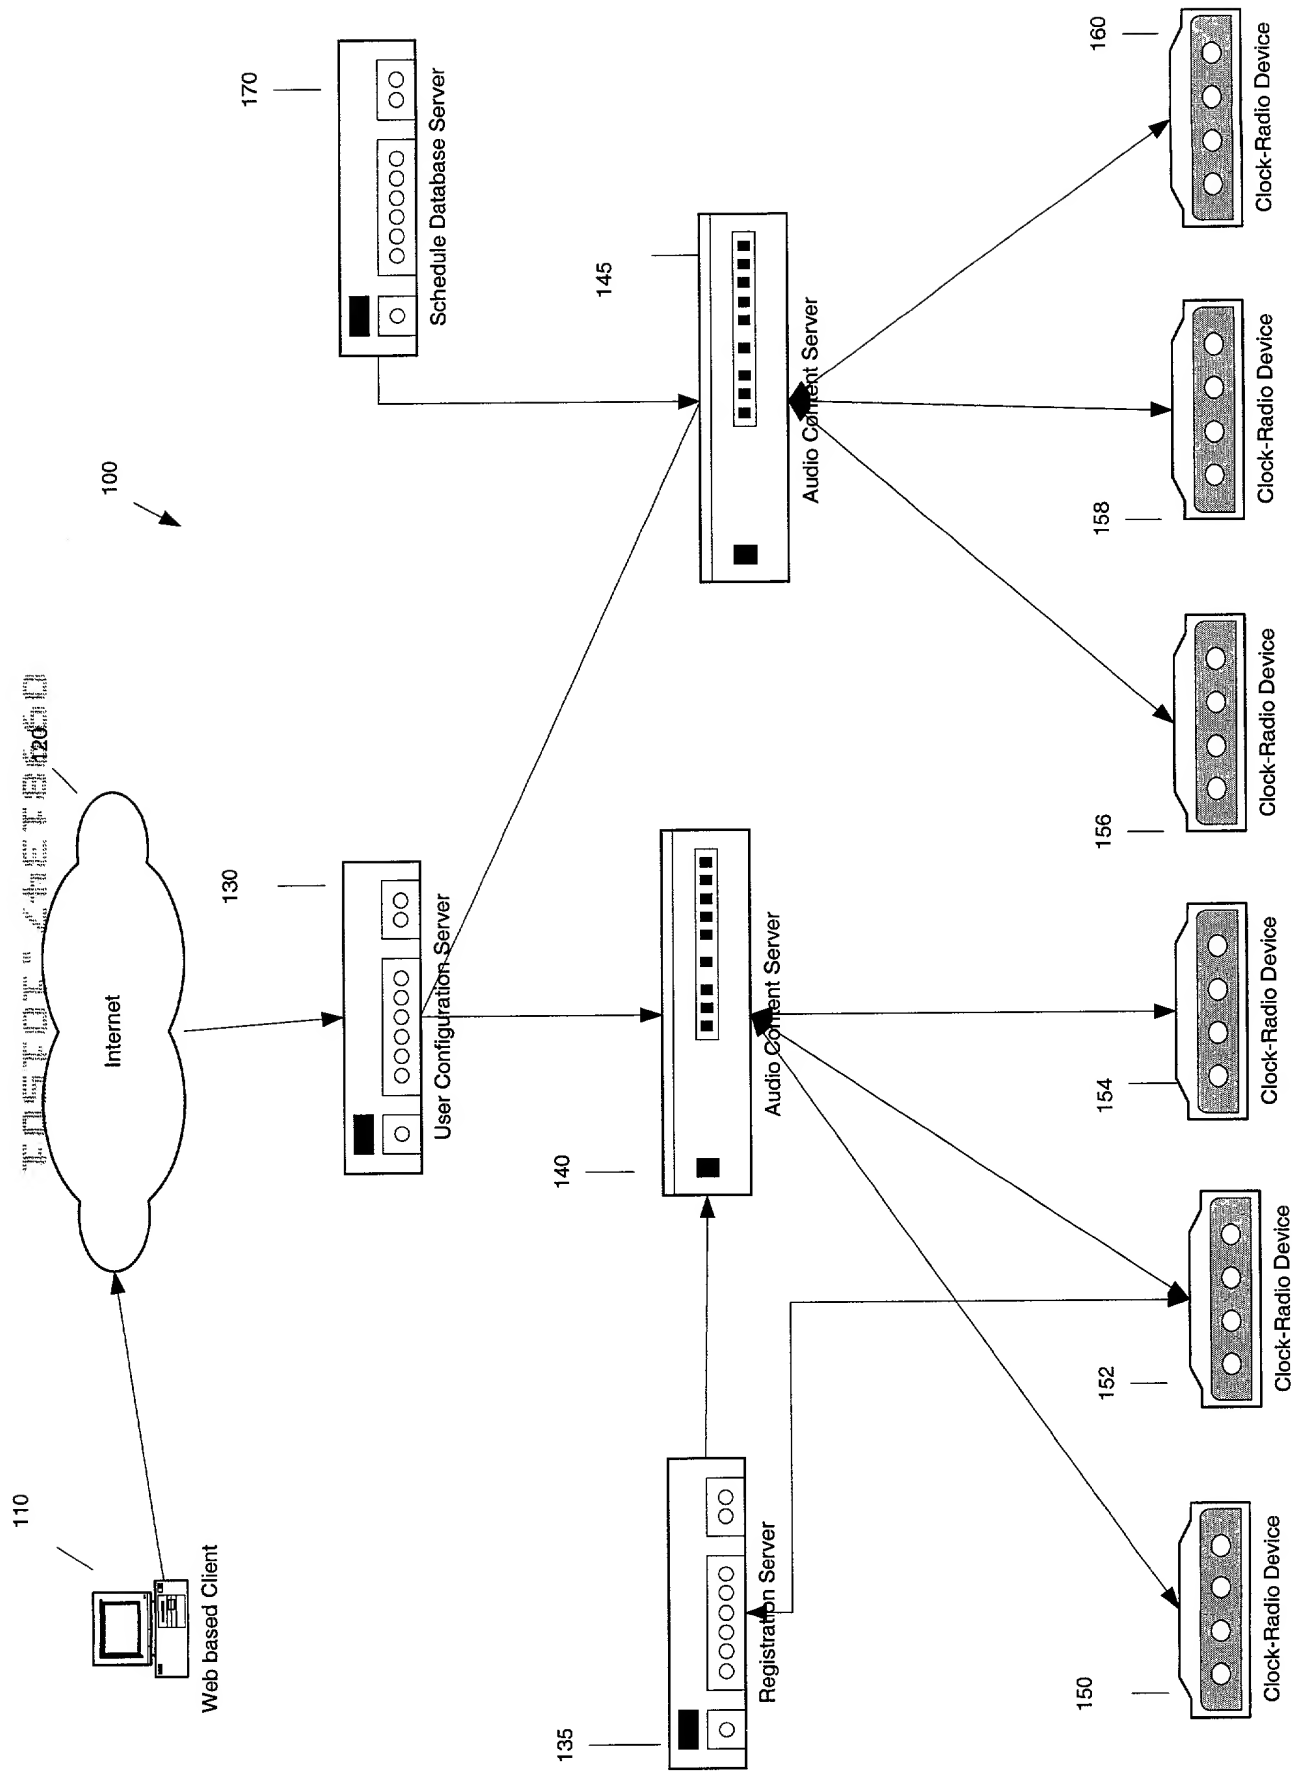 110
Web based Client
120
Internet
100
170
Schedule Database Server
130
User Configuration Server
135
Registration Server
140
Audio Content Server
145
Audio Content Server
150
Clock-Radio Device
152
Clock-Radio Device
154
Clock-Radio Device
156
Clock-Radio Device
158
Clock-Radio Device
160
Clock-Radio Device